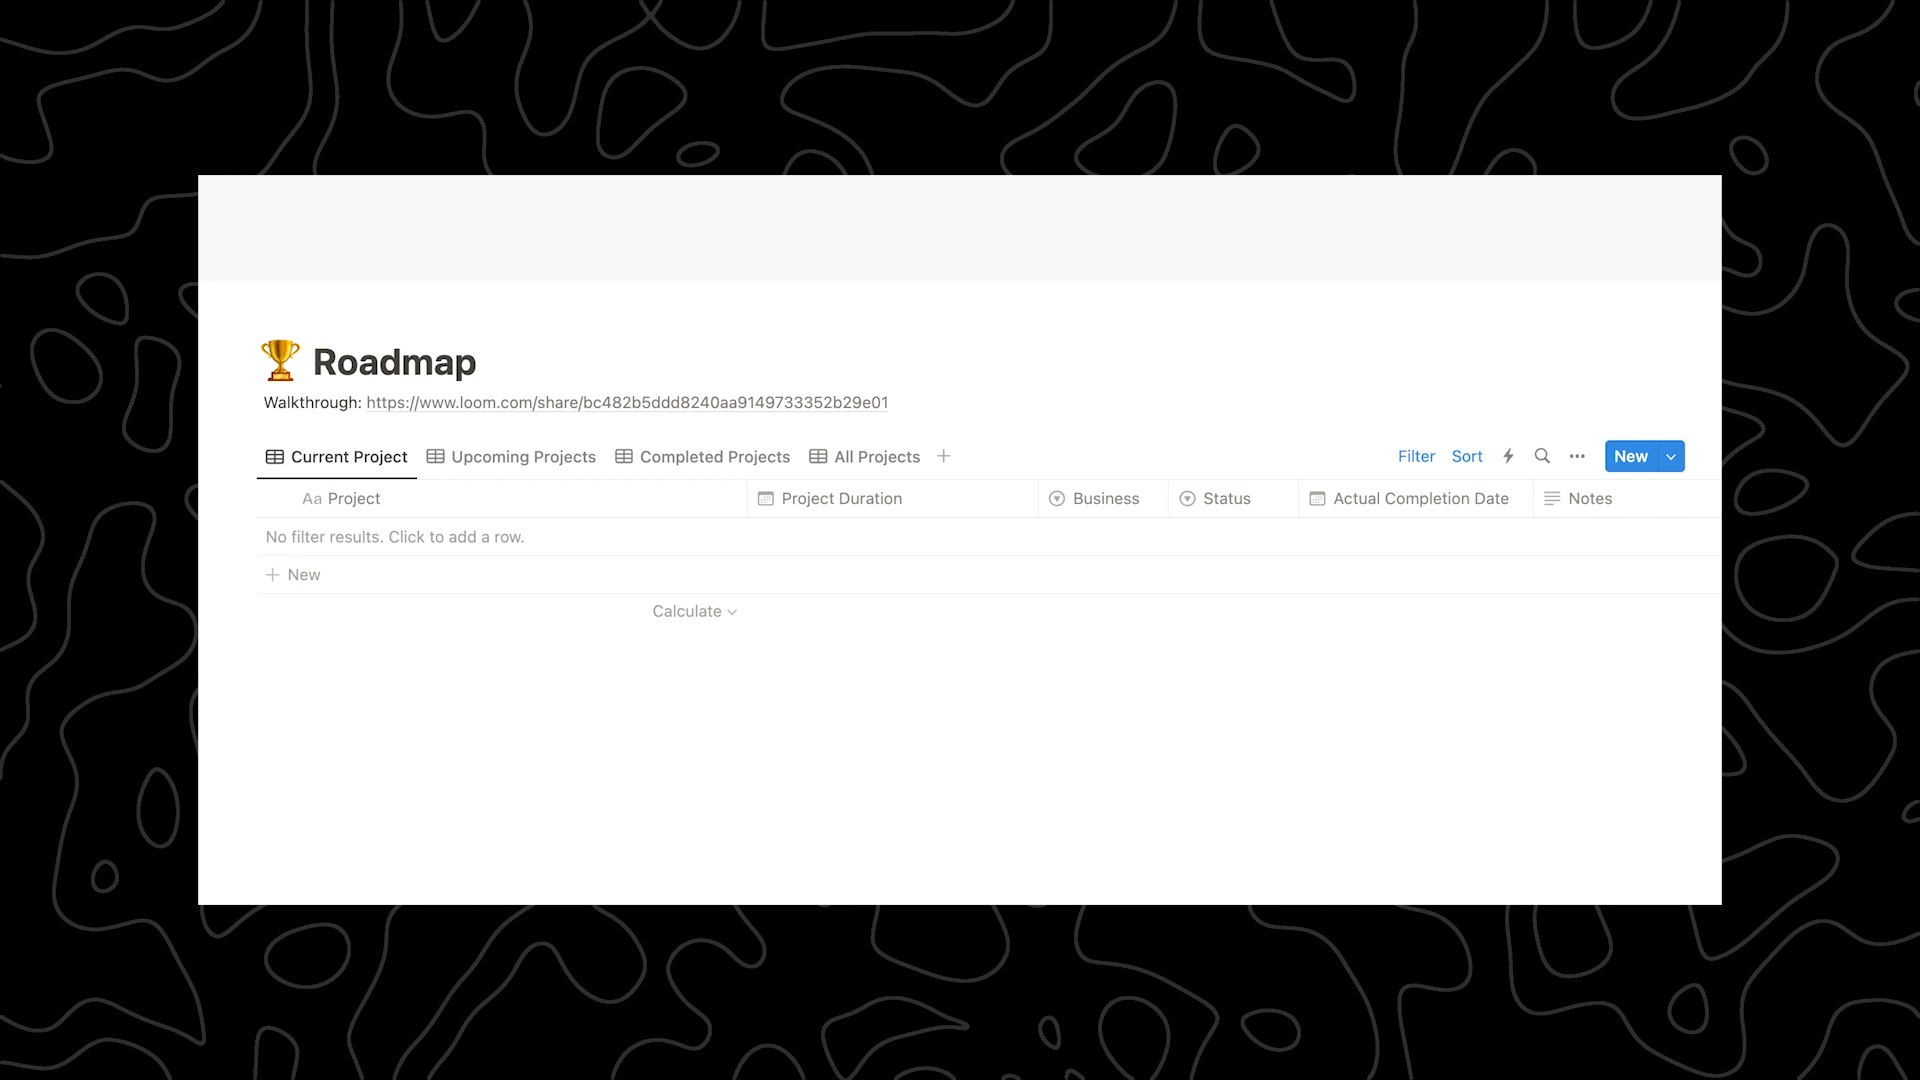 🏆 Roadmap
Walkthrough: https://www.loom.com/share/bc482b5ddd8240aa9149733352b29e01
Current Project Upcoming Projects Completed Projects All Projects Filter Sort New
Aa Project Project Duration Business Status Actual Completion Date Notes
No filter results. Click to add a row.
+ New
Calculate